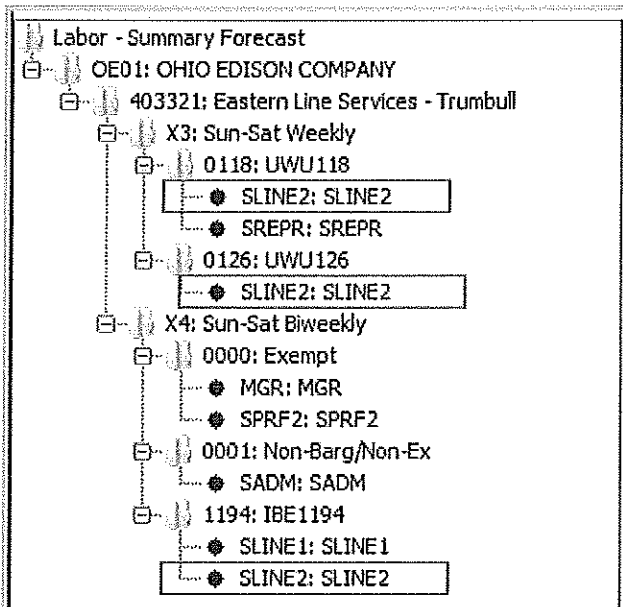 Labor - Summary Forecast
OE01: OHIO EDISON COMPANY
403321: Eastern Line Services - Trumbull
X3: Sun-Sat Weekly
0118: UWU118
SLINE2: SLINE2
SREPR: SREPR
0126: UWU126
SLINE2: SLINE2
X4: Sun-Sat Biweekly
0000: Exempt
MGR: MGR
SPRF2: SPRF2
0001: Non-Barg/Non-Ex
SADM: SADM
1194: IBE1194
SLINE1: SLINE1
SLINE2: SLINE2